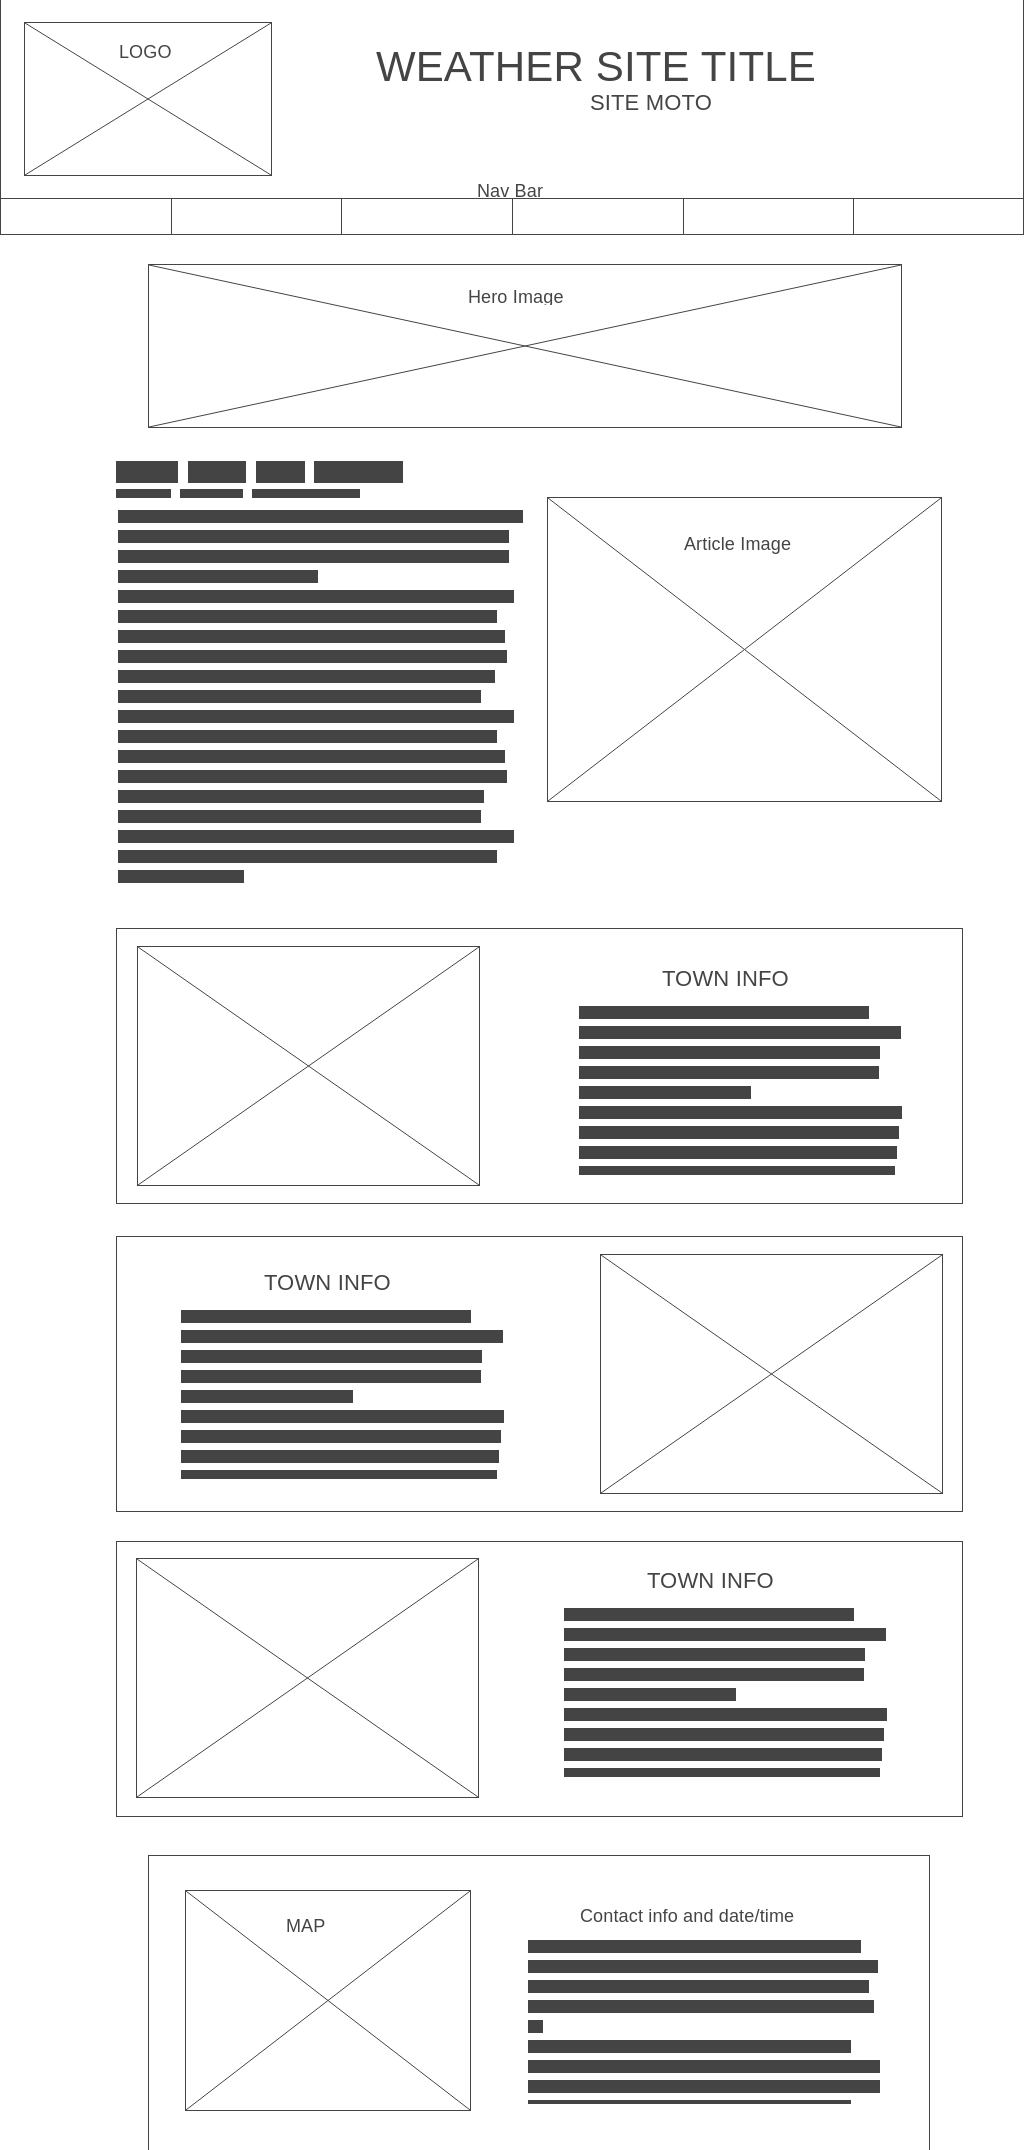 LOGO
WEATHER SITE TITLE
SITE MOTO
Nav Bar
Hero Image
Article Image
TOWN INFO
TOWN INFO
TOWN INFO
MAP
Contact info and date/time